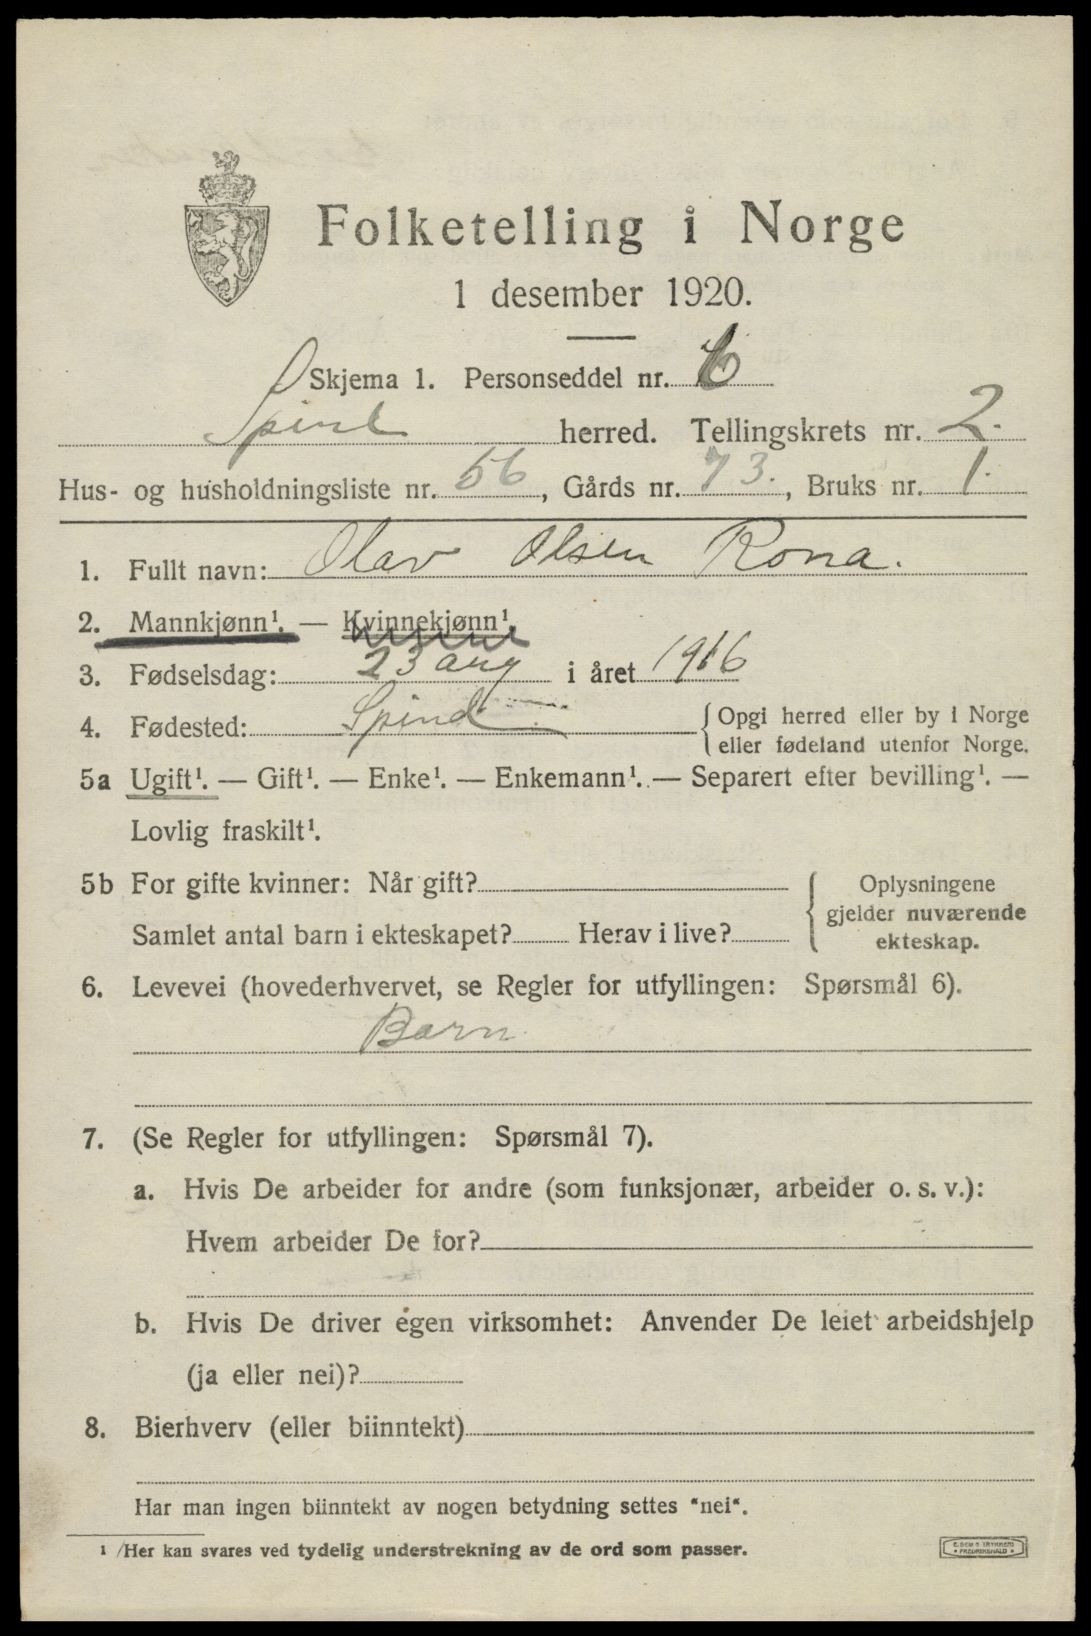 Folketelling i Norge
1 desember 1920.
Skjema 1. Personseddel nr. 6
Spind herred. Tellingskrets nr. 2.
Hus- og husholdningsliste nr. 56, Gårds nr. 73., Bruks nr. 1.
1. Fullt navn: Olav Olsen Rona.
2. Mannkjønn¹. — Kvinnekjønn¹.
3. Fødselsdag: 23 aug i året 1916
4. Fødested: Spind {Opgi herred eller by i Norge
eller fødeland utenfor Norge.
5a Ugift¹. — Gift¹. — Enke¹. — Enkemann¹. — Separert efter bevilling¹. —
Lovlig fraskilt¹.
5b For gifte kvinner: Når gift? { Oplysningene
gjelder nuværende
Samlet antal barn i ekteskapet? Herav i live?
ekteskap.
6. Levevei (hovederhvervet, se Regler for utfyllingen: Spørsmål 6).
Barn
7. (Se Regler for utfyllingen: Spørsmål 7).
a. Hvis De arbeider for andre (som funksjonær, arbeider o. s. v.):
Hvem arbeider De for?
b. Hvis De driver egen virksomhet: Anvender De leiet arbeidshjelp
(ja eller nei)?
8. Bierhverv (eller biinntekt)
Har man ingen biinntekt av nogen betydning settes "nei".
¹ Her kan svares ved tydelig understrekning av de ord som passer.